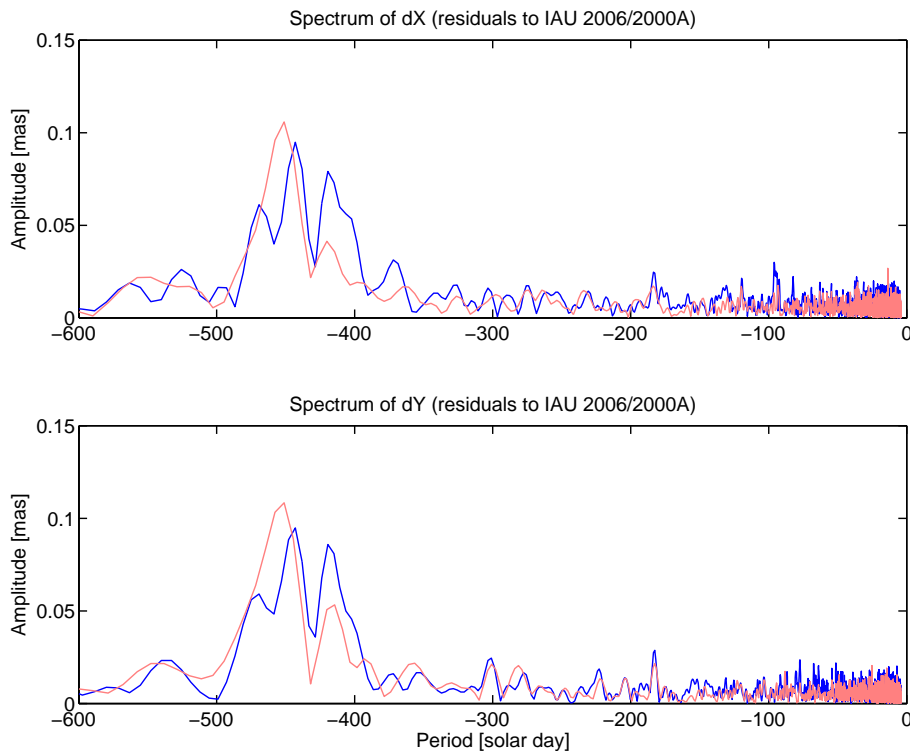 Spectrum of dX (residuals to IAU 2006/2000A)
0.15
0.1
0.05
0
Amplitude [mas]
−600 −500 −400 −300 −200 −100 0
Spectrum of dY (residuals to IAU 2006/2000A)
0.15
0.1
0.05
0
Amplitude [mas]
−600 −500 −400 −300 −200 −100 0
Period [solar day]